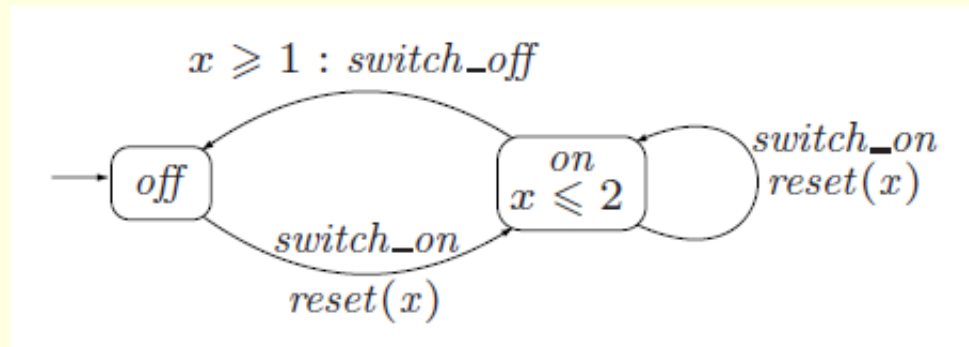 x ⩾ 1 : switch_off
off
on
x ⩽ 2
switch_on
reset(x)
switch_on
reset(x)